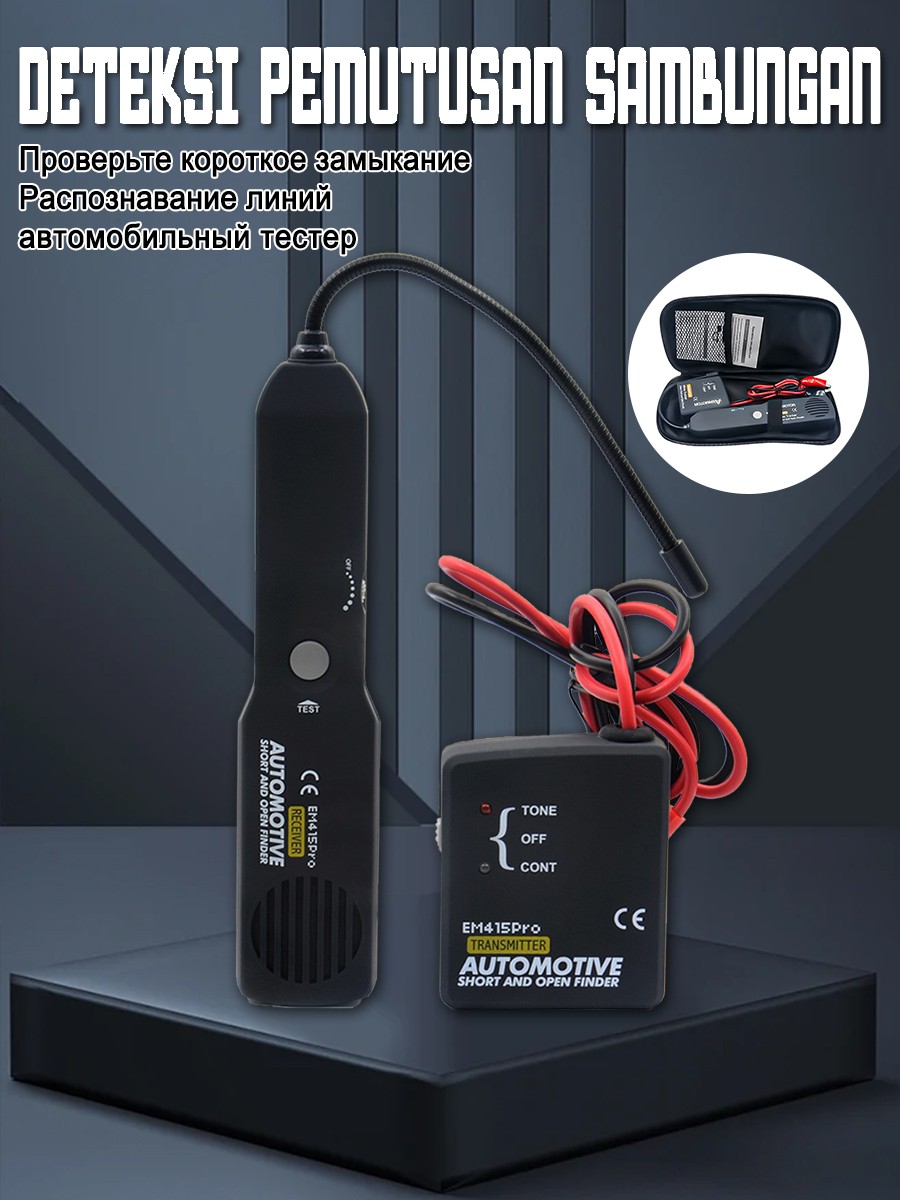 DETEKSI PEMUTUSAN SAMBUNGAN
Проверьте короткое замыкание
Распознавание линий
автомобильный тестер
OFF
TEST
CE
EM415Pro
RECEIVER
AUTOMOTIVE
SHORT AND OPEN FINDER
TONE
OFF
CONT
CE
EM415Pro
TRANSMITTER
AUTOMOTIVE
SHORT AND OPEN FINDER